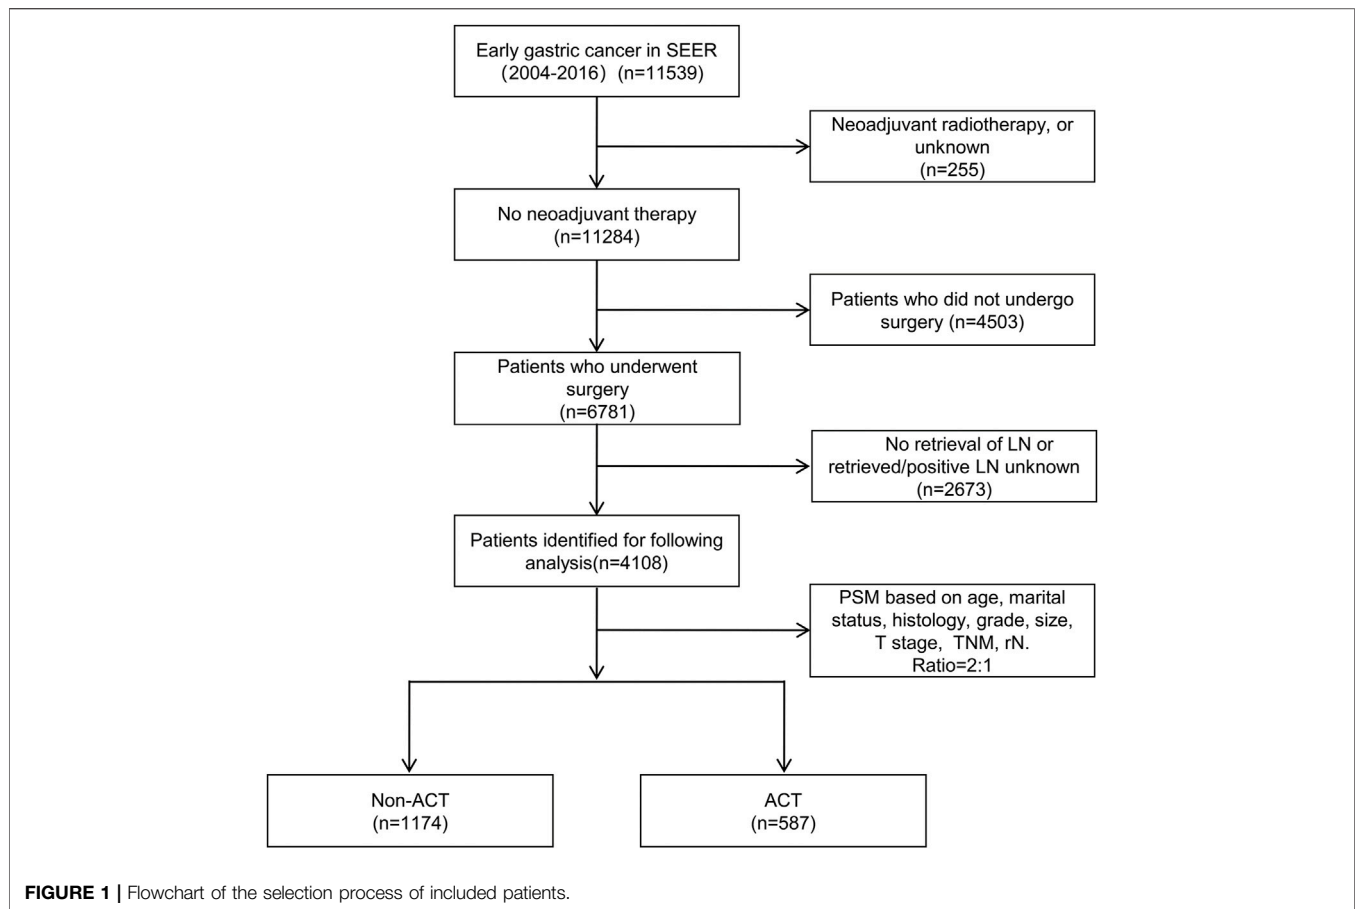 Early gastric cancer in SEER
(2004-2016) (n=11539)
Neoadjuvant radiotherapy, or
unknown
(n=255)
No neoadjuvant therapy
(n=11284)
Patients who did not undergo
surgery (n=4503)
Patients who underwent
surgery
(n=6781)
No retrieval of LN or
retrieved/positive LN unknown
(n=2673)
Patients identified for following
analysis(n=4108)
PSM based on age, marital
status, histology, grade, size,
T stage, TNM, rN.
Ratio=2:1
Non-ACT
(n=1174)
ACT
(n=587)
FIGURE 1 | Flowchart of the selection process of included patients.